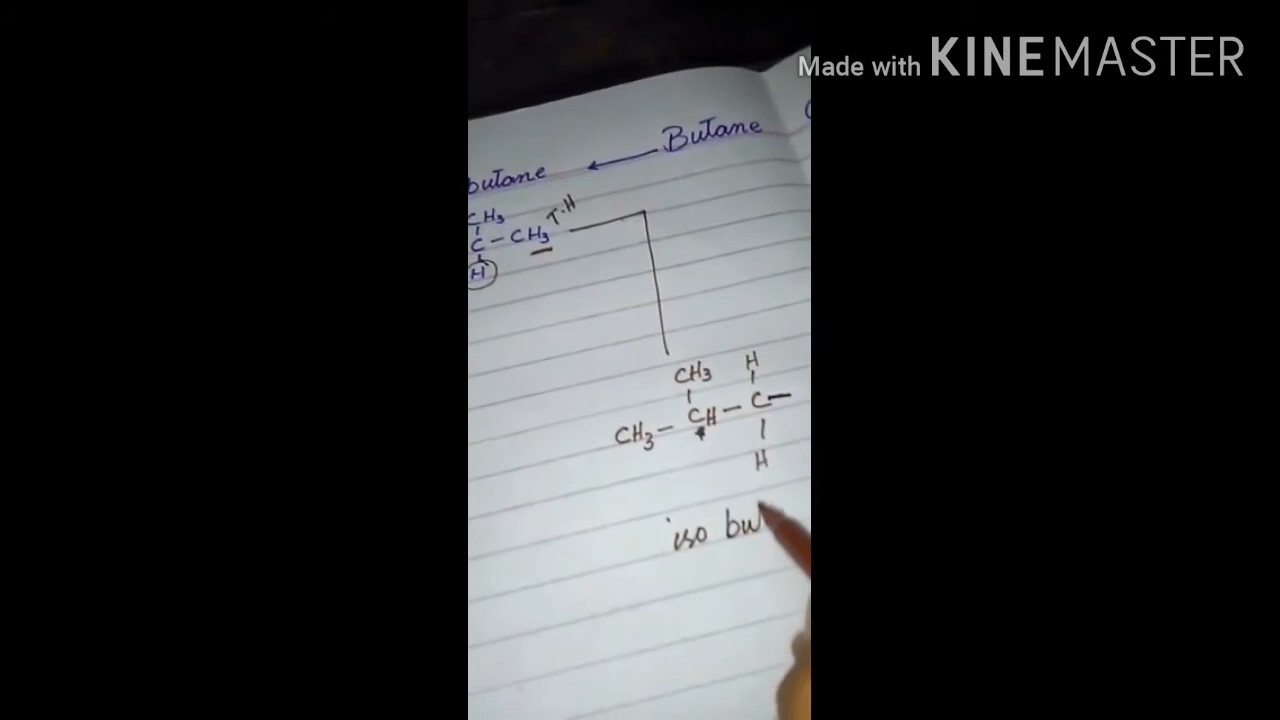 Made with KINEMASTER
Butane
butane
CH3 T.H
C - CH3
H
CH3 H
CH3 - CH - C -
H
iso bu